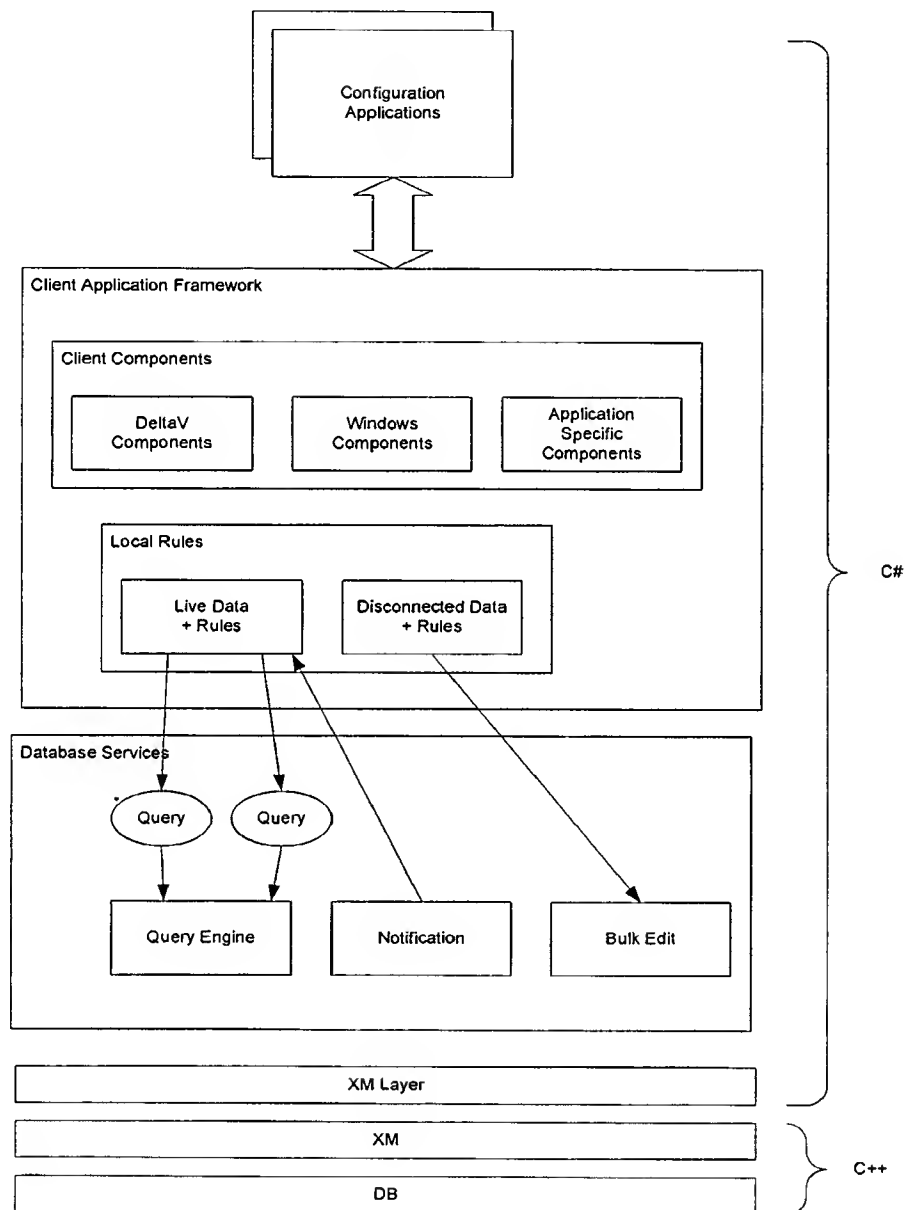 Configuration
Applications
Client Application Framework
Client Components
DeltaV
Components
Windows
Components
Application
Specific
Components
Local Rules
Live Data
+ Rules
Disconnected Data
+ Rules
C#
Database Services
Query
Query
Query Engine
Notification
Bulk Edit
XM Layer
XM
C++
DB